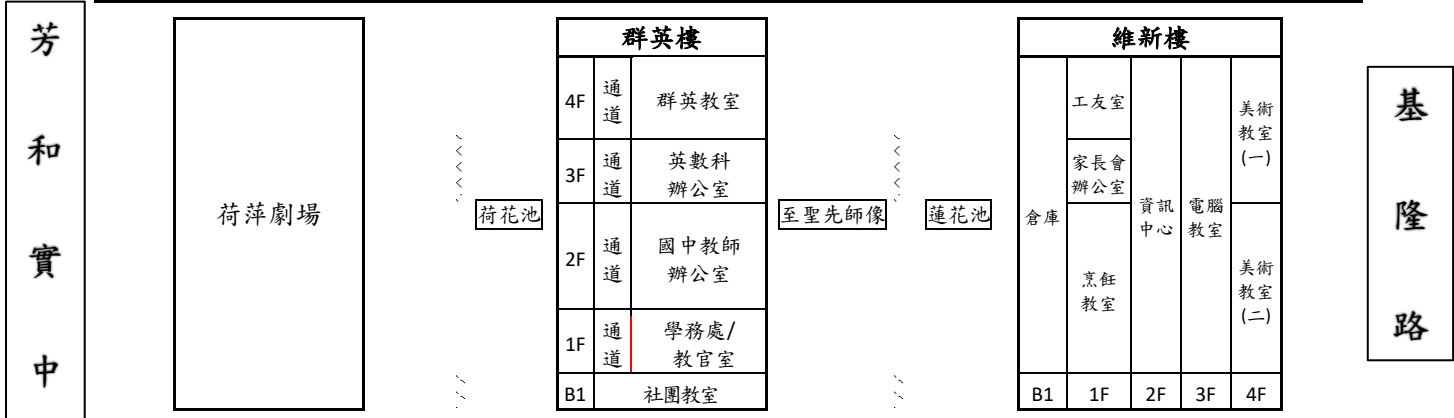 芳和實中
荷萍劇場
荷花池
群英樓
4F
通道
群英教室
3F
通道
英數科
辦公室
2F
通道
國中教師
辦公室
1F
通道
學務處/
教官室
B1
社團教室
至聖先師像
蓮花池
維新樓
倉庫
工友室
家長會
辦公室
烹飪
教室
資訊
中心
電腦
教室
美術
教室
(一)
美術
教室
(二)
B1
1F
2F
3F
4F
基隆路